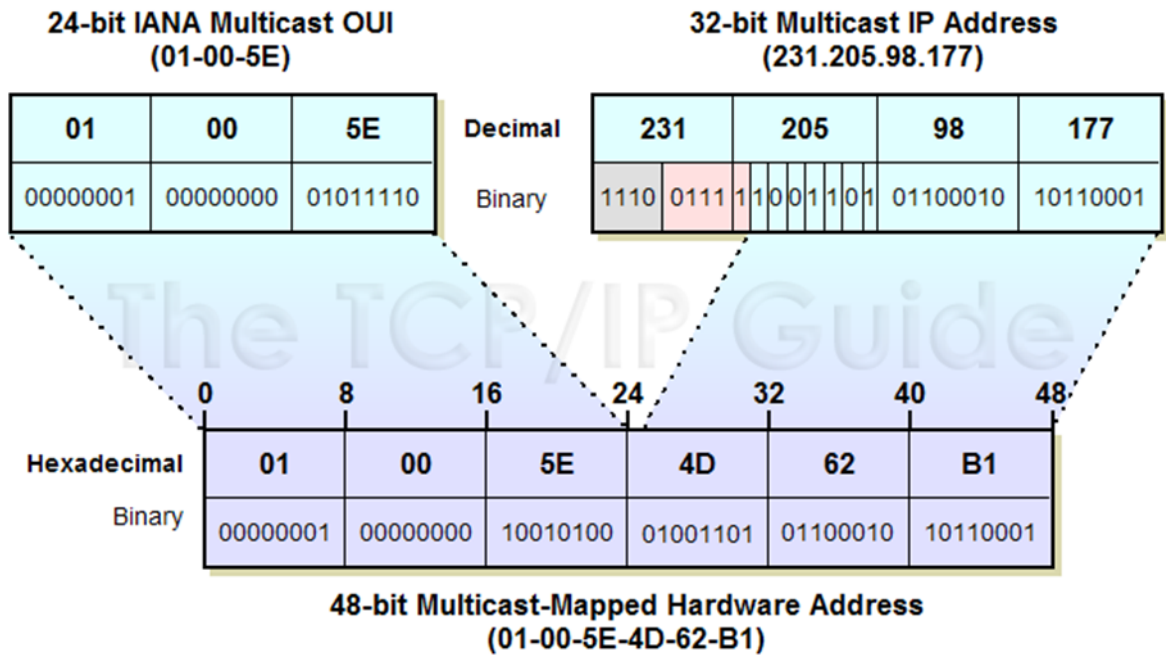 24-bit IANA Multicast OUI
(01-00-5E)
32-bit Multicast IP Address
(231.205.98.177)
01 00 5E
Decimal
231 205 98 177
00000001 00000000 01011110
Binary
1110 0111 1 1 0 0 1 1 0 1 01100010 10110001
The TCP/IP Guide
0 8 16 24 32 40 48
Hexadecimal
01 00 5E 4D 62 B1
Binary
00000001 00000000 10010100 01001101 01100010 10110001
48-bit Multicast-Mapped Hardware Address
(01-00-5E-4D-62-B1)